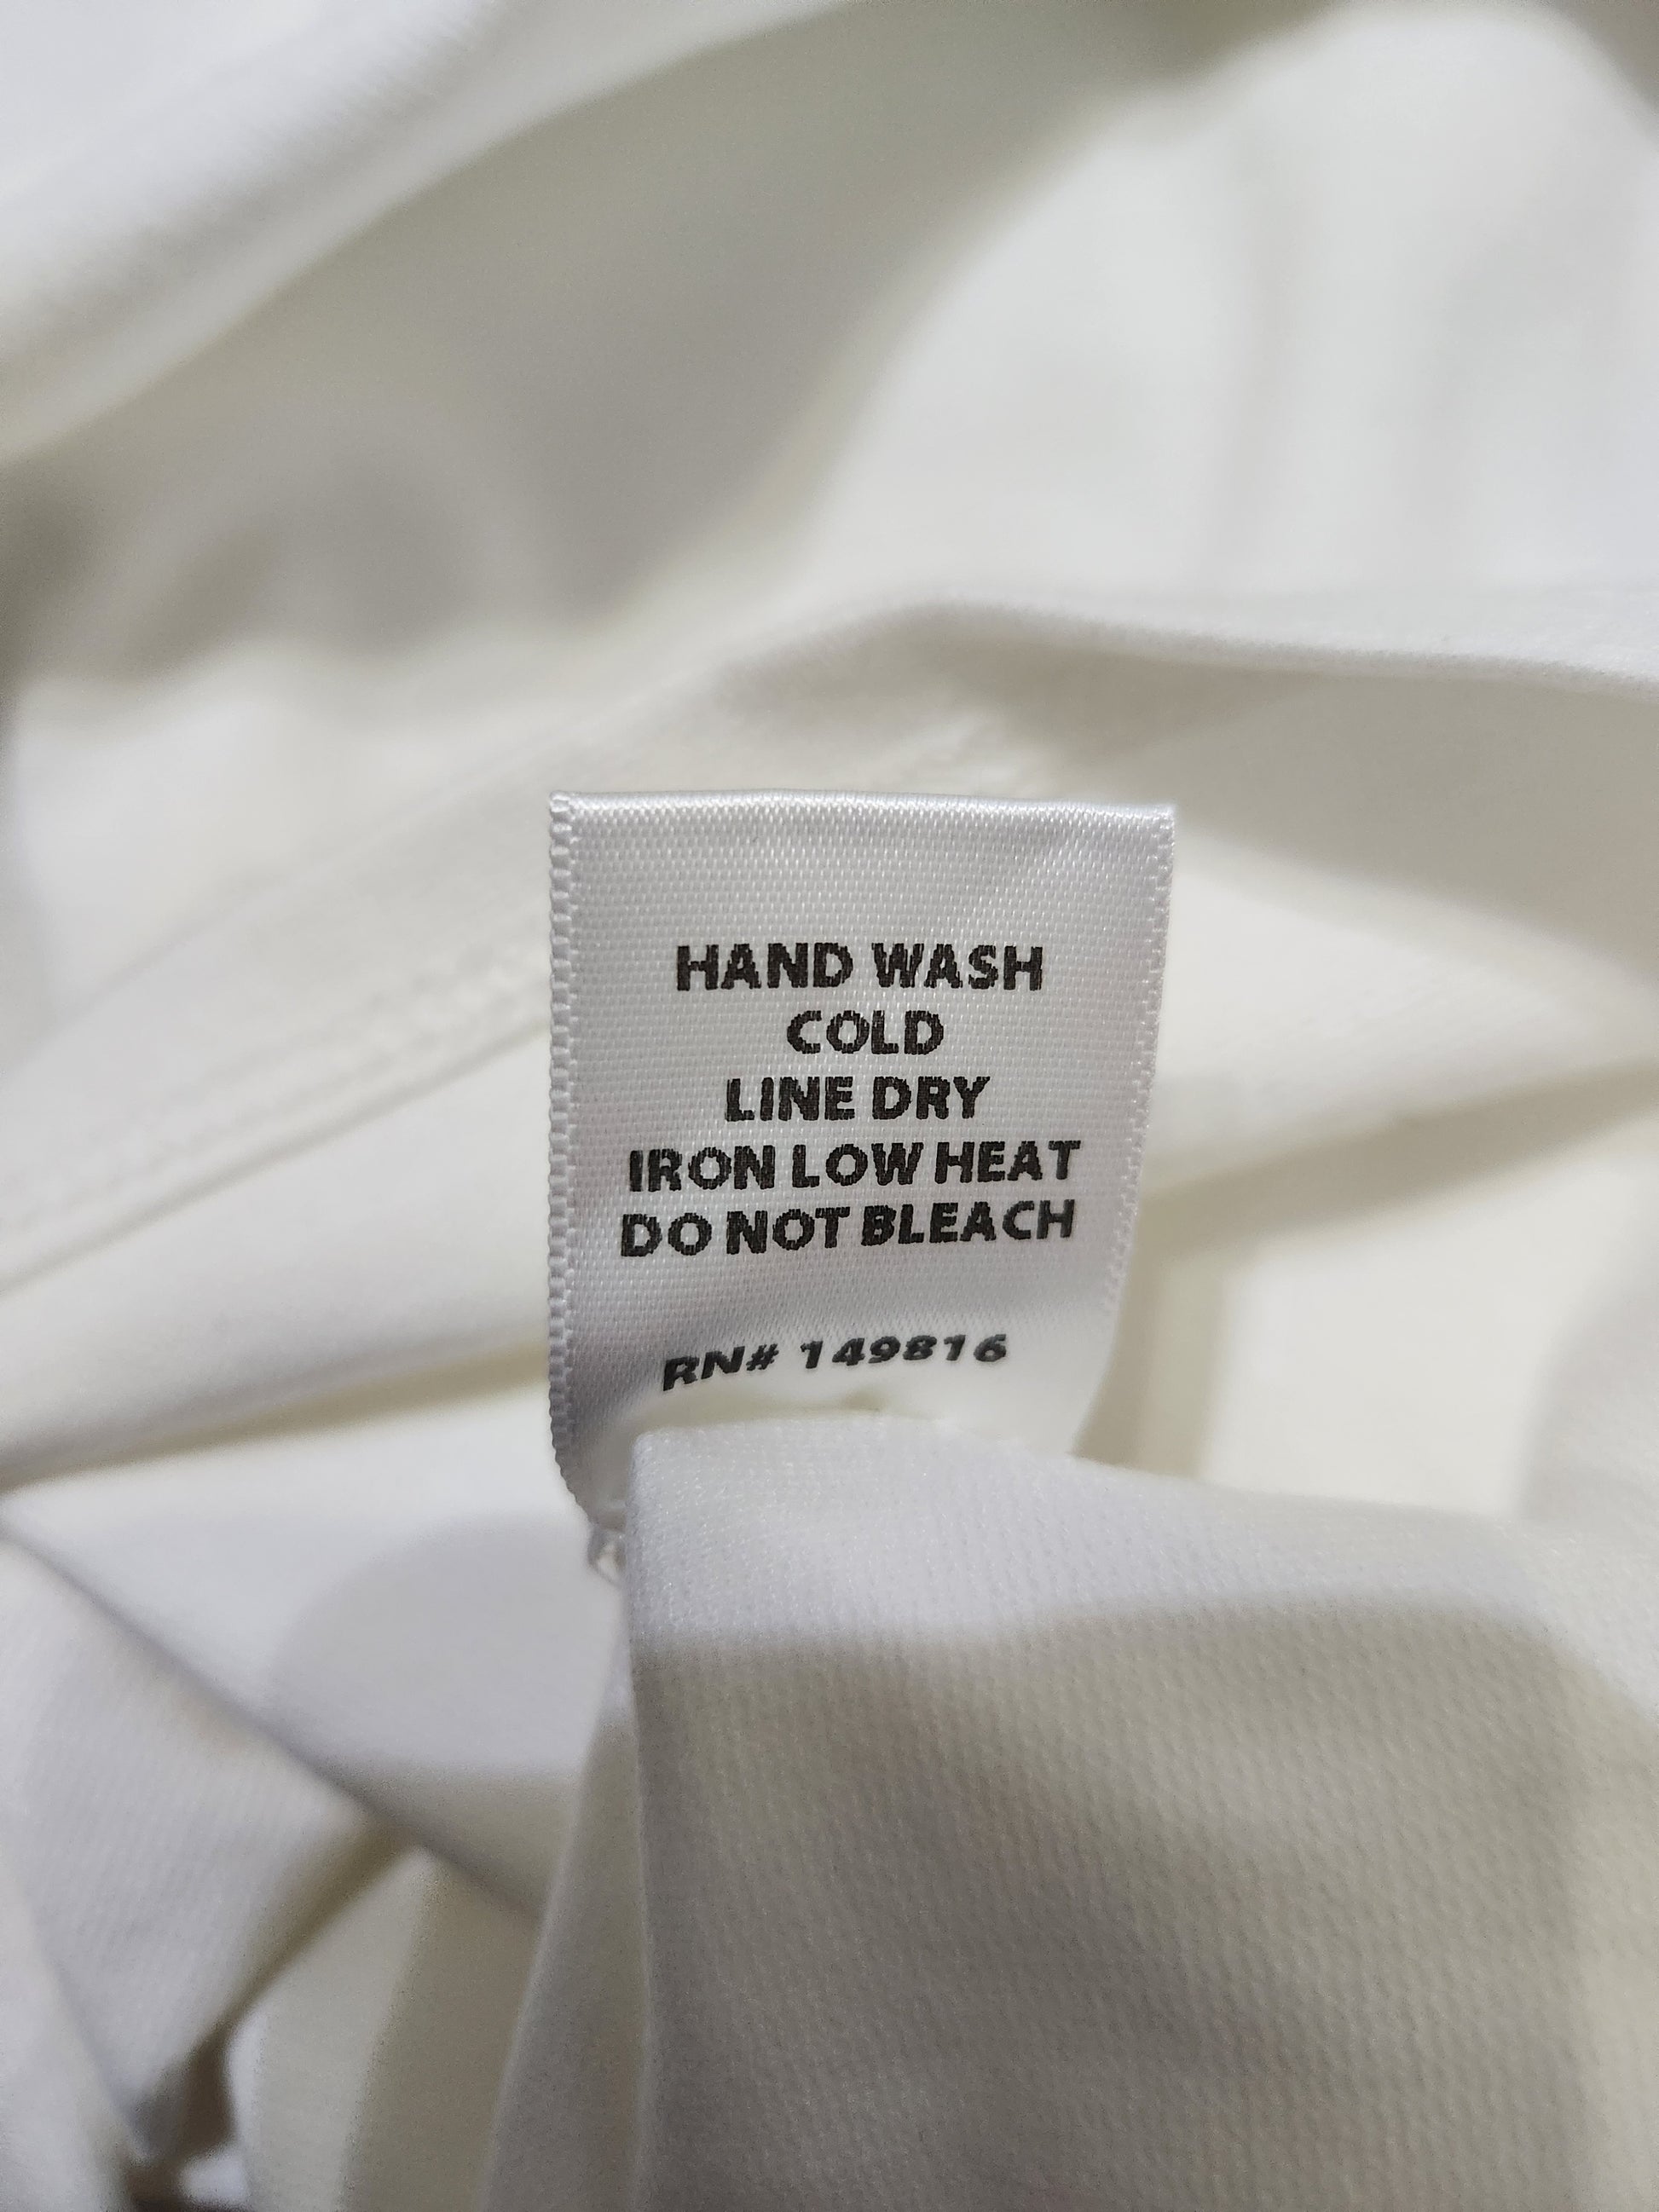 HAND WASH
COLD
LINE DRY
IRON LOW HEAT
DO NOT BLEACH
RN# 149816